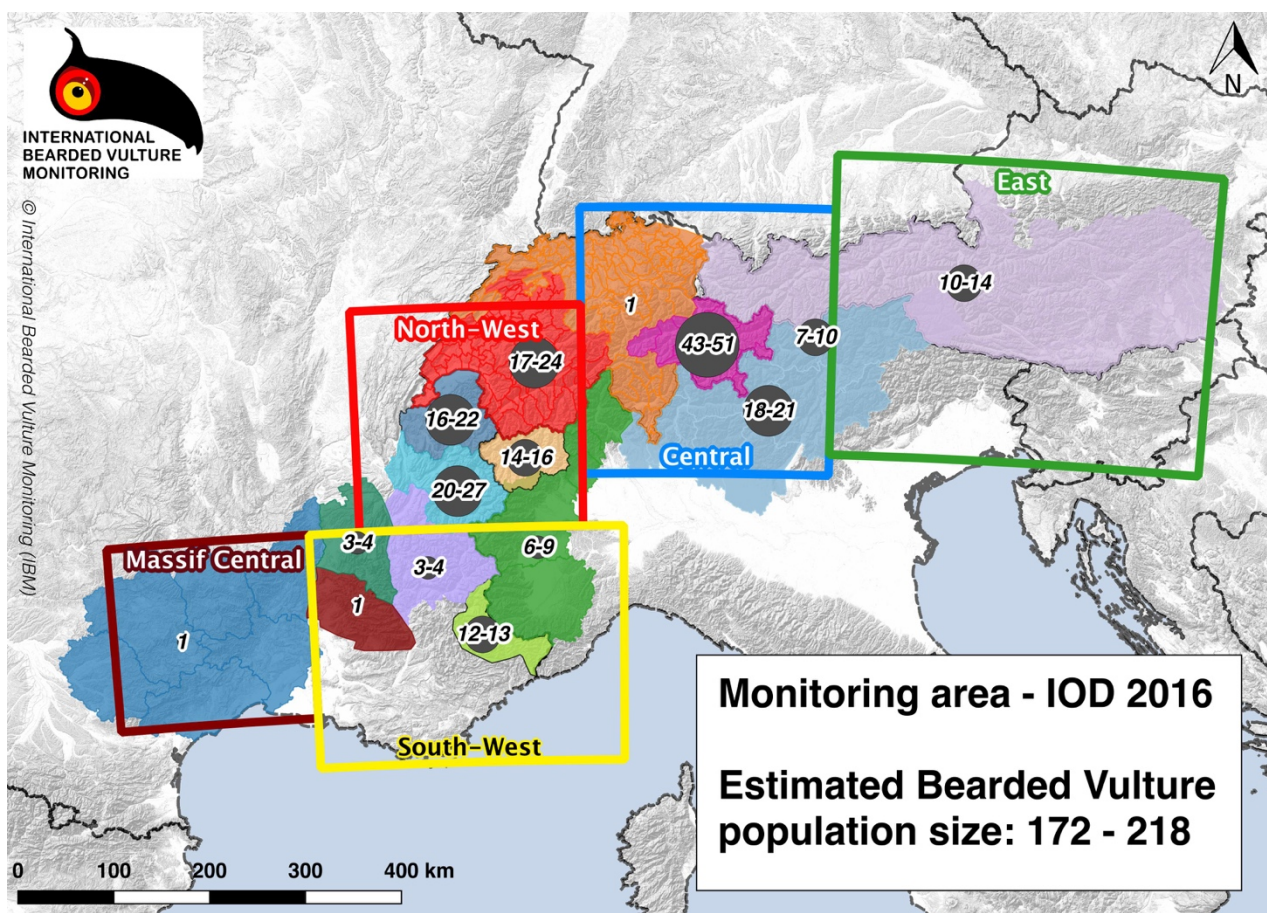 INTERNATIONAL
BEARDED VULTURE
MONITORING
© International Bearded Vulture Monitoring (IBM)
N
East
10-14
1
7-10
43-51
North-West
17-24
18-21
16-22
14-16
Central
20-27
Massif Central
3-4
3-4
6-9
1
1
12-13
South-West
Monitoring area - IOD 2016
Estimated Bearded Vulture
population size: 172 - 218
0 100 200 300 400 km